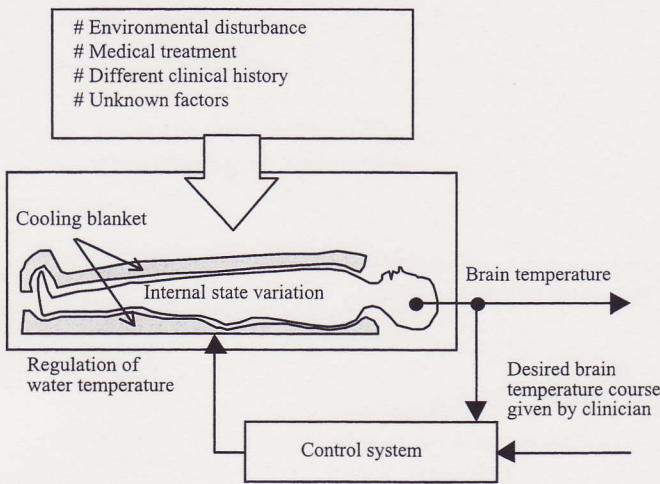 # Environmental disturbance
# Medical treatment
# Different clinical history
# Unknown factors
Cooling blanket
Internal state variation
Brain temperature
Regulation of
water temperature
Desired brain
temperature course
given by clinician
Control system